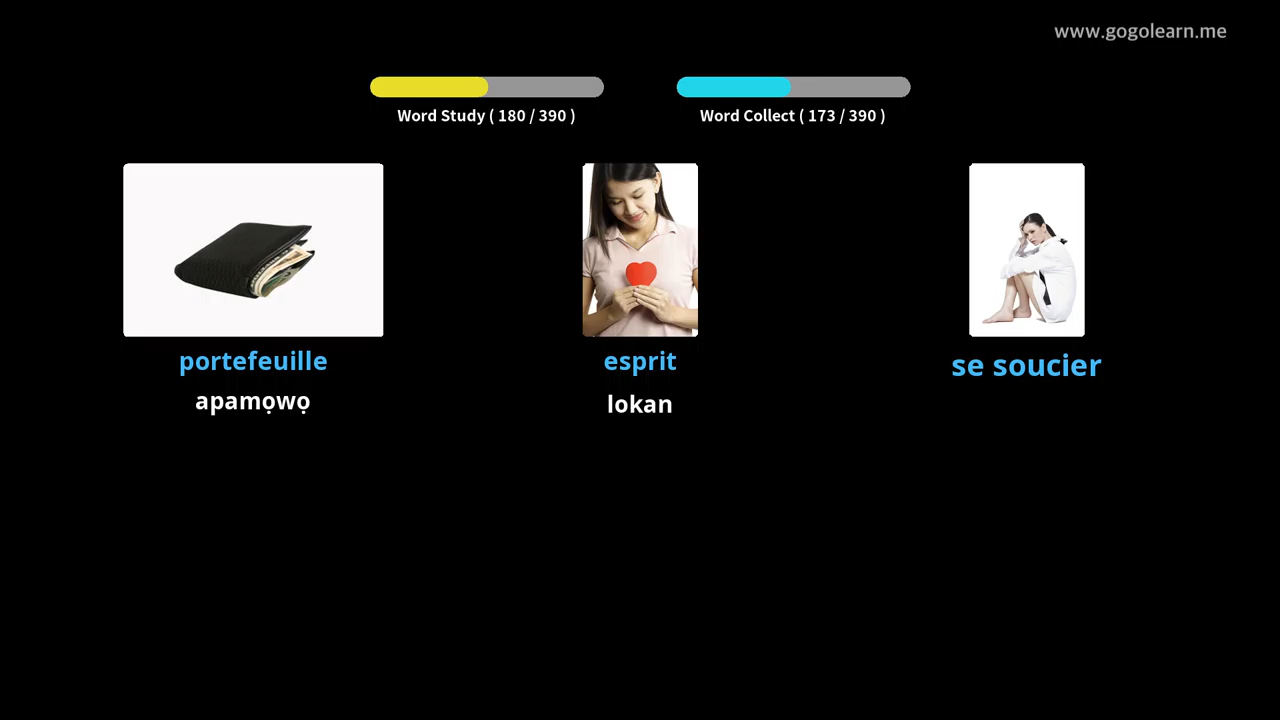 www.gogolearn.me
Word Study ( 180 / 390 )
Word Collect ( 173 / 390 )
portefeuille
esprit
se soucier
apamọwọ
lokan